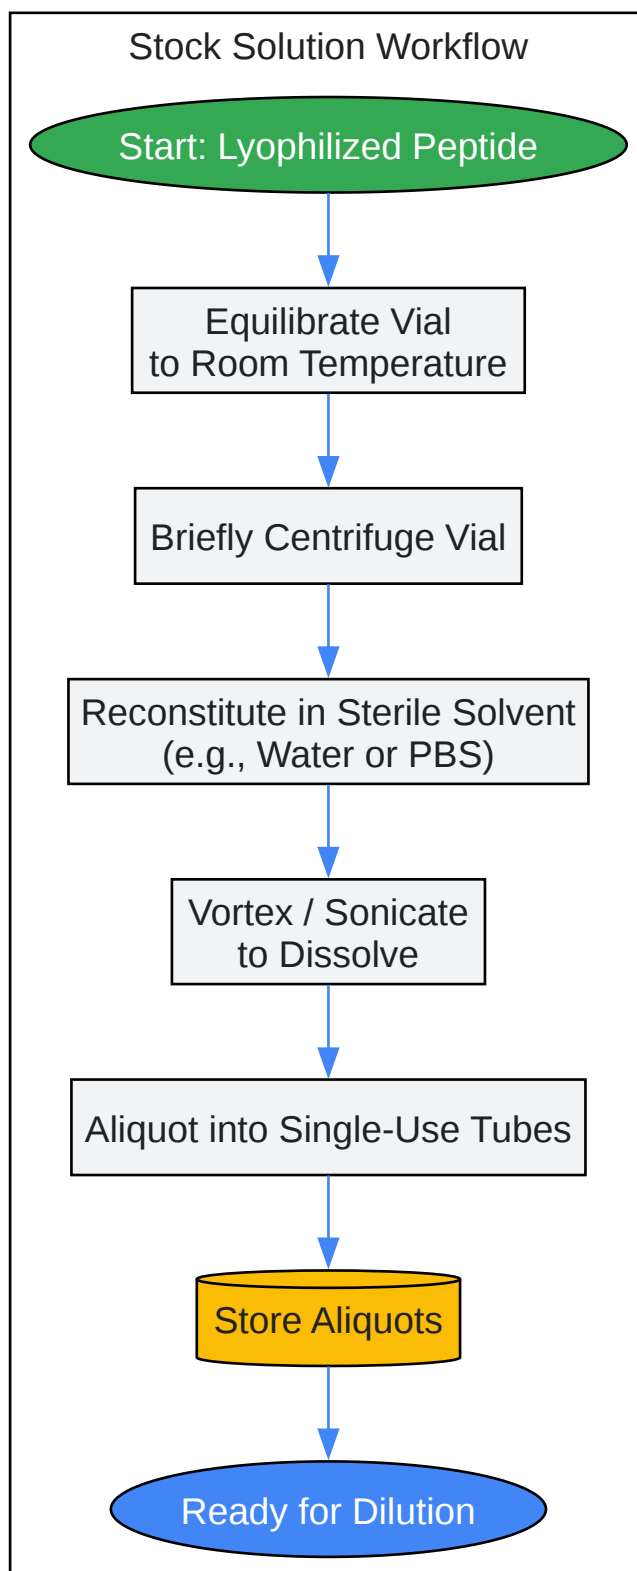 Stock Solution Workflow
Start: Lyophilized Peptide
Equilibrate Vial
to Room Temperature
Briefly Centrifuge Vial
Reconstitute in Sterile Solvent
(e.g., Water or PBS)
Vortex / Sonicate
to Dissolve
Aliquot into Single-Use Tubes
Store Aliquots
Ready for Dilution